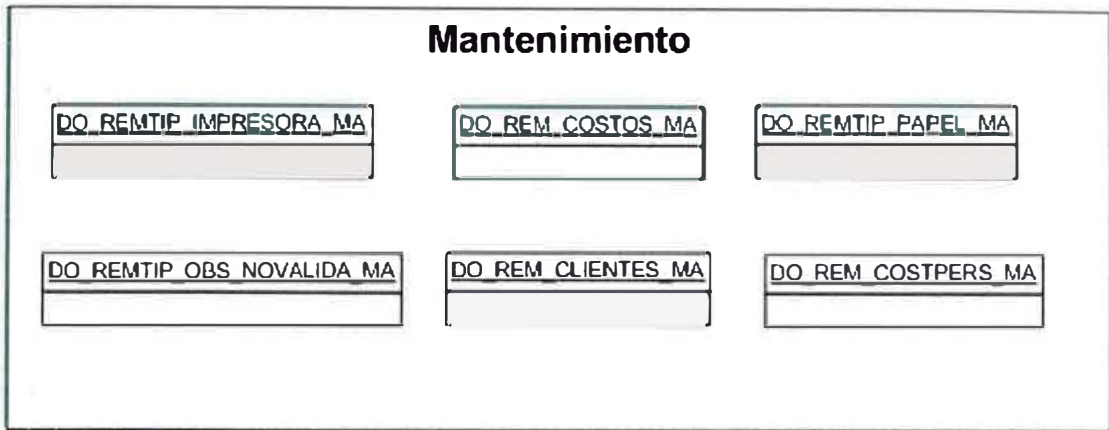 Mantenimiento
DO_REMTIP_IMPRESORA_MA
DO_REM_COSTOS_MA
DO_REMTIP_PAPEL_MA
DO_REMTIP_OBS_NOVALIDA_MA
DO_REM_CLIENTES_MA
DO_REM_COSTPERS_MA